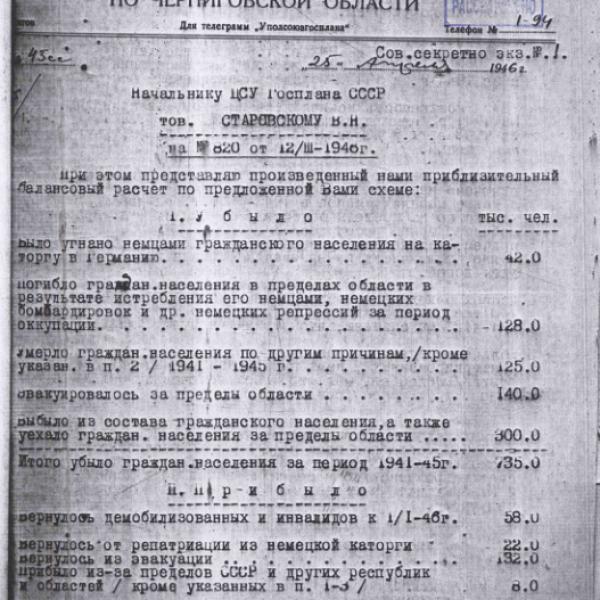 ПО ЧЕРНИГОВСКОЙ ОБЛАСТИ
Для телеграмм "Уполсоюзгосплана"
Телефон № 1-94
45сс
Сов.секретно экз.№.1.
25 - апреля 1946г.
Начальнику ЦСУ Госплана СССР
тов. СТАРОВСКОМУ В.Н.
на № 820 от 12/III-1946г.
При этом представляю произведенный нами приблизительный
балансовый расчет по предложенной Вами схеме:
I. У б ы л о тыс. чел.
Было угнано немцами гражданского населения на ка-
торгу в Германию. . . . . . . . . . . . . . . . . 42.0
Погибло граждан.населения в пределах области в
результате истребления его немцами, немецких
бомбардировок и др. немецких репрессий за период
оккупации. . . . . . . . . . . . . . . . . . . . 128.0
Умерло граждан.населения по другим причинам,/кроме
указан. в п. 2 / 1941 - 1945 г. . . . . . . . . . 125.0
Эвакуировалось за пределы области . . . . . . . . 140.0
Выбыло из состава гражданского населения,а также
уехало граждан. населения за пределы области ..... 300.0
Итого убыло граждан.населения за период 1941-45г. 735.0
П. П р и б ы л о
Вернулось демобилизованных и инвалидов к 1/I-46г. 58.0
Вернулось от репатриации из немецкой каторги 22.0
Вернулось из эвакуации . . . . . . . . . . . . . 132.0
Прибыло из-за пределов СССР и других республик
и областей / кроме указанных в п. 1-3 / 8.0